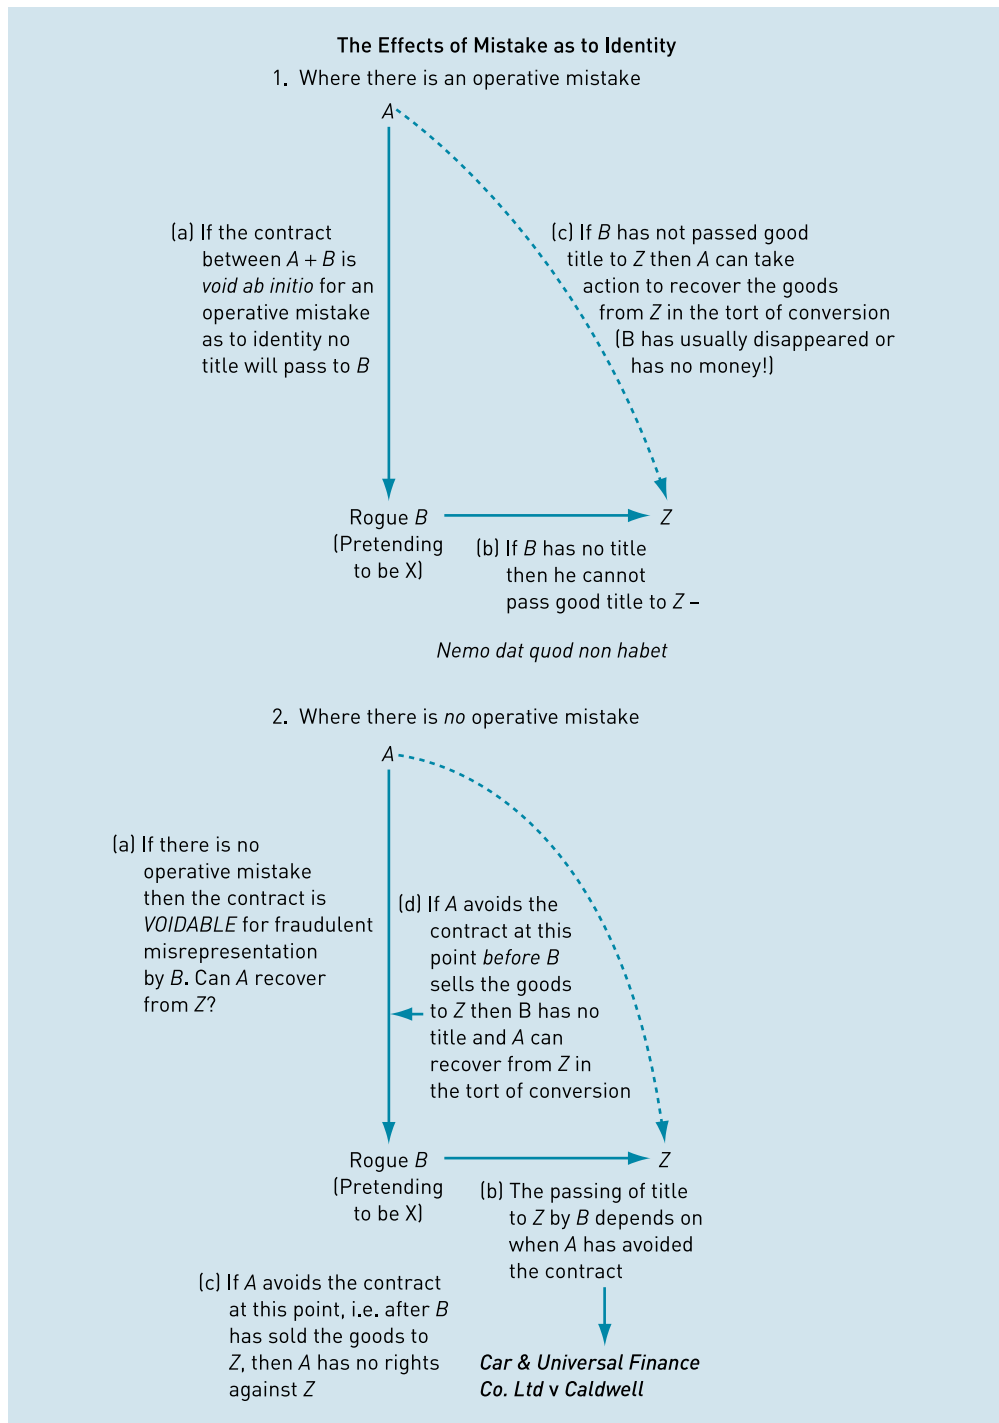 The Effects of Mistake as to Identity
1. Where there is an operative mistake
A
(a) If the contract
between A + B is
void ab initio for an
operative mistake
as to identity no
title will pass to B
(c) If B has not passed good
title to Z then A can take
action to recover the goods
from Z in the tort of conversion
(B has usually disappeared or
has no money!)
Rogue B
(Pretending
to be X)
Z
(b) If B has no title
then he cannot
pass good title to Z –
Nemo dat quod non habet
2. Where there is no operative mistake
A
(a) If there is no
operative mistake
then the contract is
VOIDABLE for fraudulent
misrepresentation
by B. Can A recover
from Z?
(d) If A avoids the
contract at this
point before B
sells the goods
to Z then B has no
title and A can
recover from Z in
the tort of conversion
Rogue B
(Pretending
to be X)
Z
(b) The passing of title
to Z by B depends on
when A has avoided
the contract
(c) If A avoids the contract
at this point, i.e. after B
has sold the goods to
Z, then A has no rights
against Z
Car & Universal Finance
Co. Ltd v Caldwell